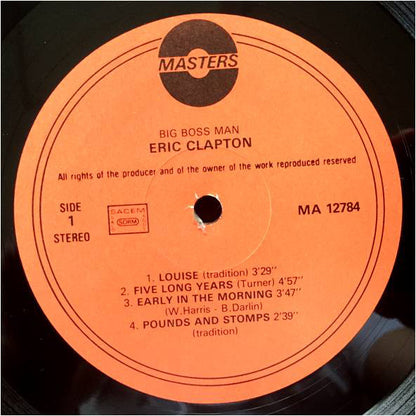 MASTERS
BIG BOSS MAN
ERIC CLAPTON
All rights of the producer and of the owner of the work reproduced reserved
SIDE
1
STEREO
SACEM
SDRM
MA 12784
1. LOUISE (tradition) 3'29''
2. FIVE LONG YEARS (Turner) 4'57''
3. EARLY IN THE MORNING 3'47''
(W.Harris - B.Darlin)
4. POUNDS AND STOMPS 2'39''
(tradition)